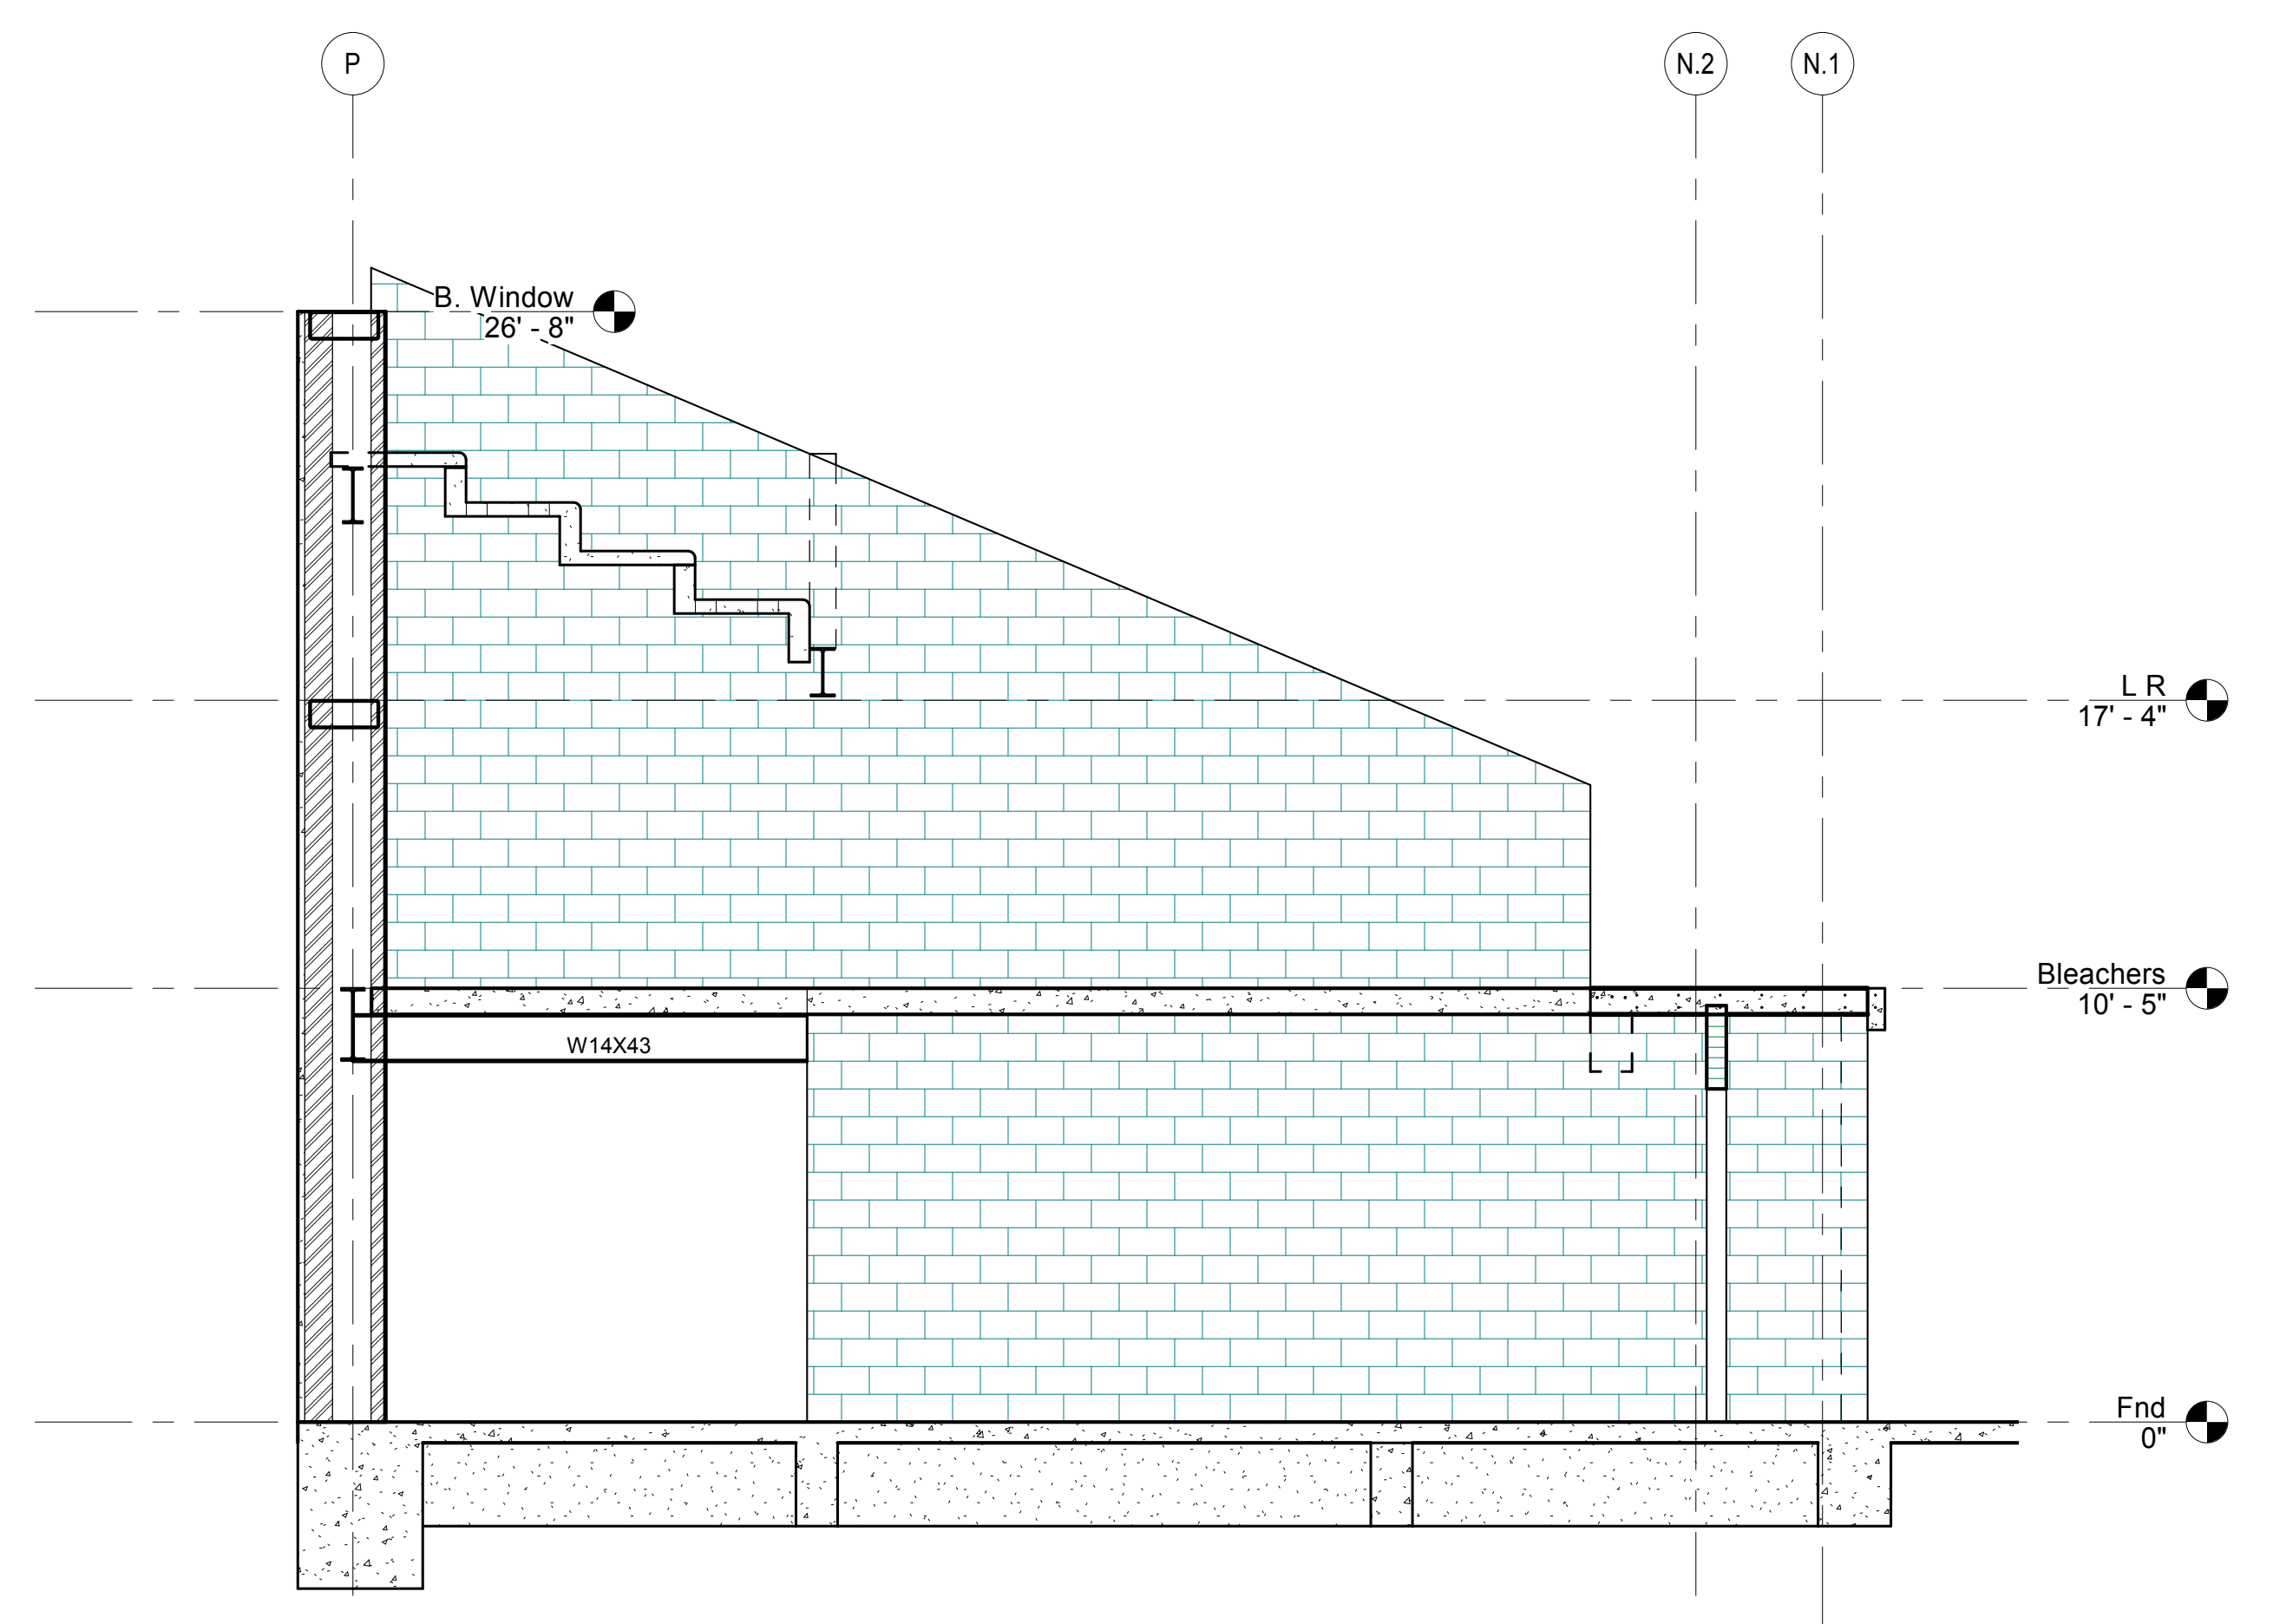 P
N.2
N.1
B. Window
26' - 8"
L R
17' - 4"
Bleachers
10' - 5"
W14X43
Fnd
0"